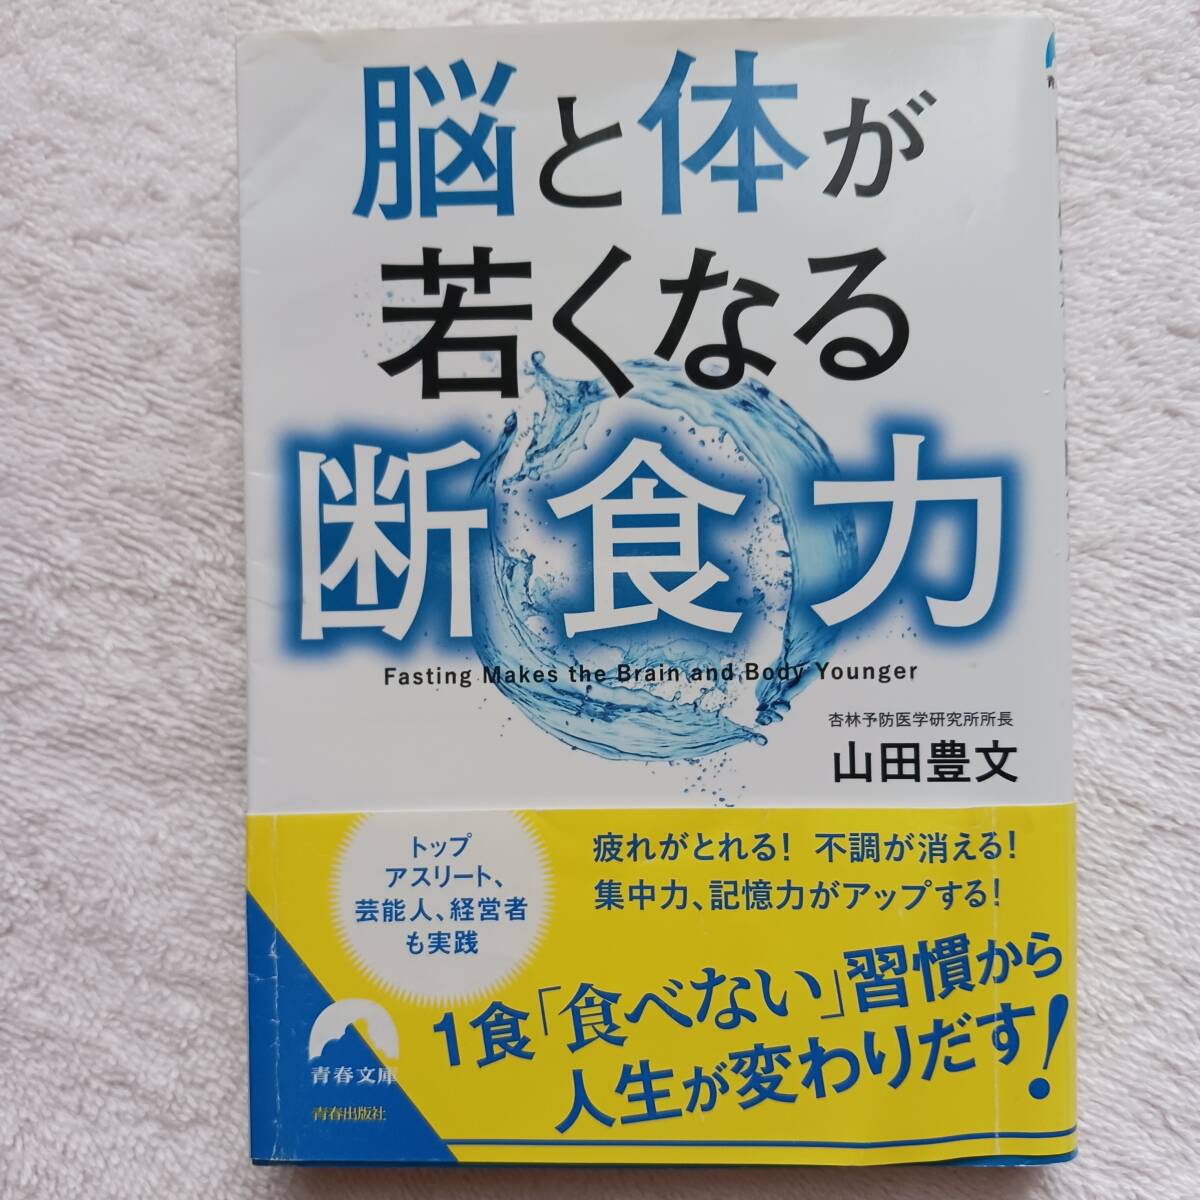 脳と体が
若くなる
断食力
Fasting Makes the Brain and Body Younger
杏林予防医学研究所所長
山田豊文
トップ
アスリート、
芸能人、経営者
も実践
疲れがとれる! 不調が消える!
集中力、記憶力がアップする!
1食「食べない」習慣から
人生が変わりだす!
青春文庫
青春出版社